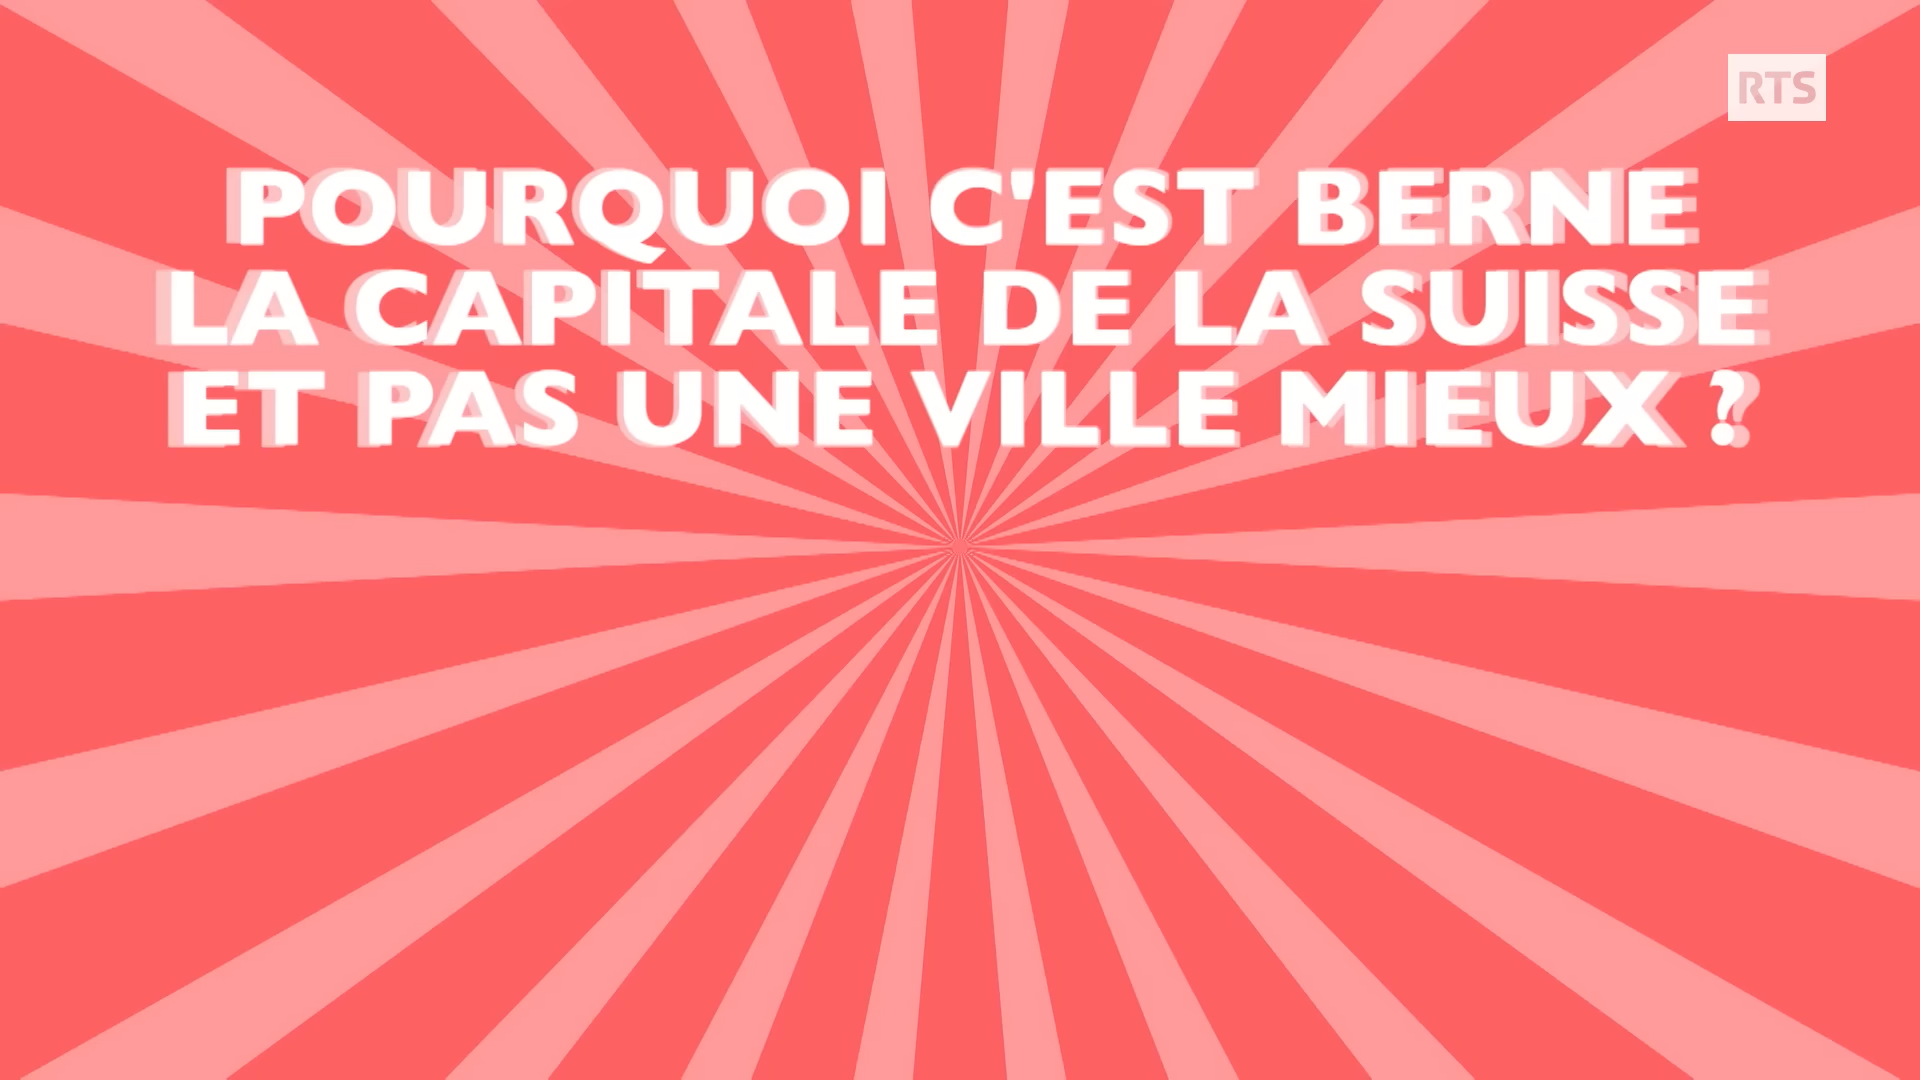 RTS
POURQUOI C'EST BERNE
LA CAPITALE DE LA SUISSE
ET PAS UNE VILLE MIEUX ?